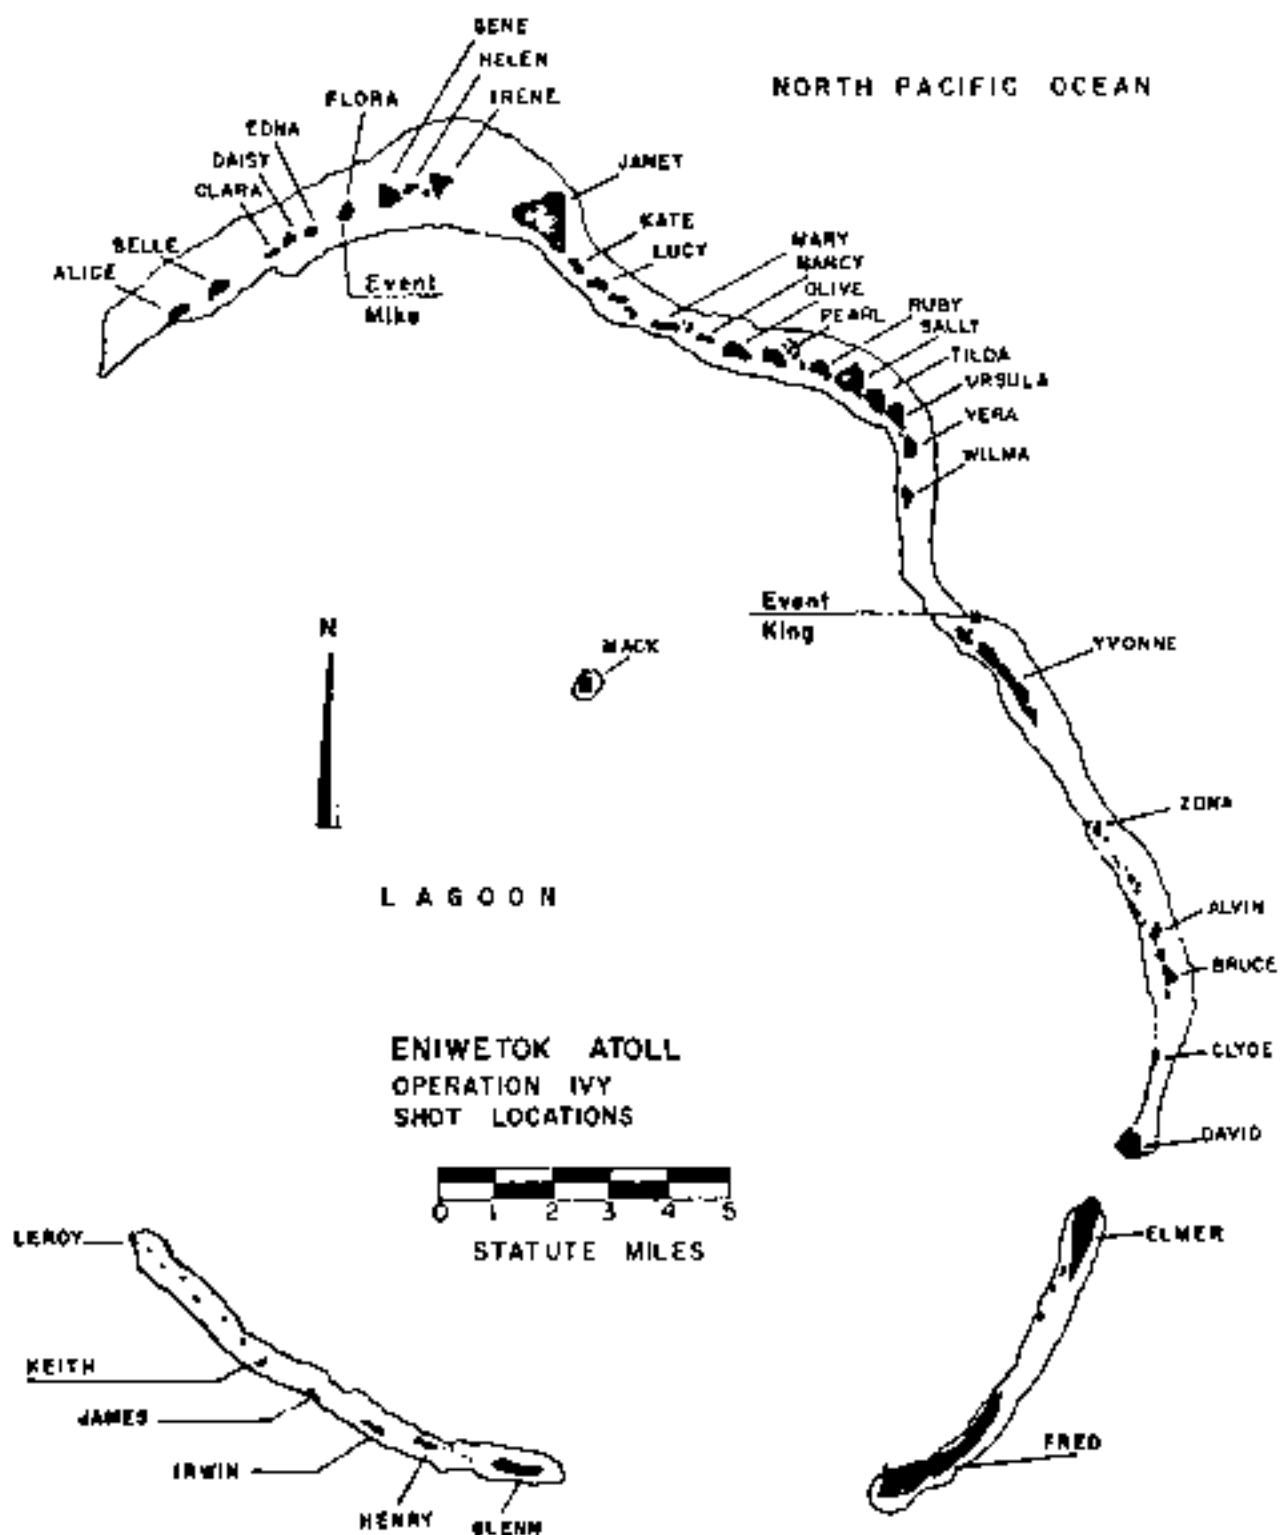 GENE
HELEN
IRENE
FLORA
EDNA
DAISY
CLARA
BELLE
ALICE
NORTH PACIFIC OCEAN
JANET
KATE
LUCY
MARY
NANCY
OLIVE
PEARL
RUBY
SALLY
TILDA
URSULA
VERA
WILMA
Event
Mike
Event
King
N
MACK
YVONNE
ZONA
LAGOON
ALVIN
BRUCE
CLYDE
DAVID
ENIWETOK ATOLL
OPERATION IVY
SHOT LOCATIONS
0 1 2 3 4 5
STATUTE MILES
LEROY
ELMER
KEITH
JAMES
IRWIN
HENRY
GLENN
FRED